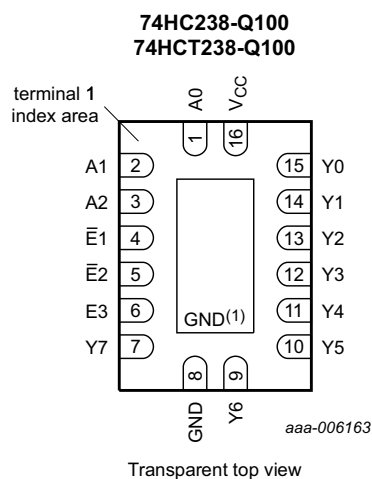 74HC238-Q100
74HCT238-Q100
terminal 1
index area
A0
VCC
1
16
A1 2 15 Y0
A2 3 14 Y1
E̅1 4 13 Y2
E̅2 5 12 Y3
E3 6 11 Y4
GND(1)
Y7 7 10 Y5
8
9
GND
Y6
aaa-006163
Transparent top view